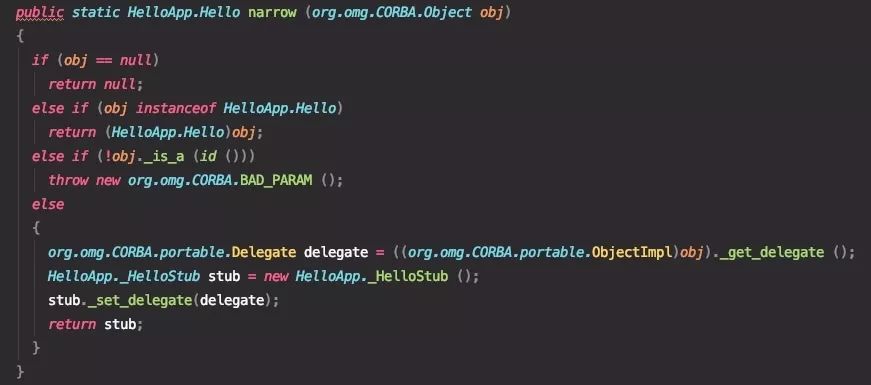 public static HelloApp.Hello narrow (org.omg.CORBA.Object obj)
{
  if (obj == null)
    return null;
  else if (obj instanceof HelloApp.Hello)
    return (HelloApp.Hello)obj;
  else if (!obj._is_a (id ()))
    throw new org.omg.CORBA.BAD_PARAM ();
  else
  {
    org.omg.CORBA.portable.Delegate delegate = ((org.omg.CORBA.portable.ObjectImpl)obj)._get_delegate ();
    HelloApp._HelloStub stub = new HelloApp._HelloStub ();
    stub._set_delegate(delegate);
    return stub;
  }
}